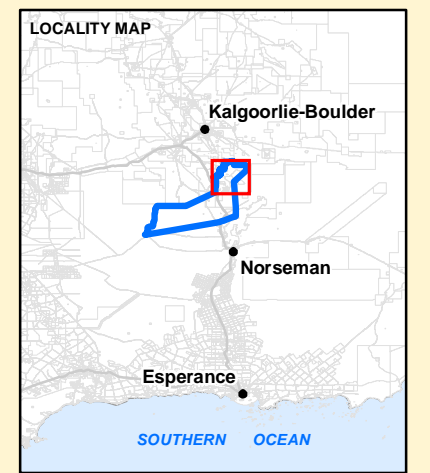 LOCALITY MAP
Kalgoorlie-Boulder
Norseman
Esperance
SOUTHERN OCEAN